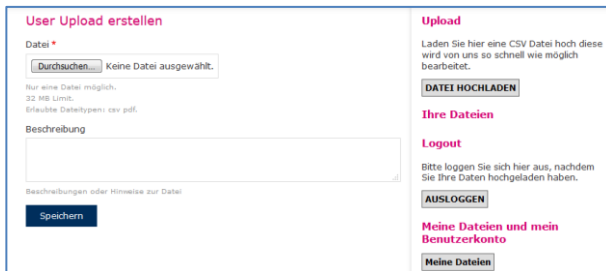 User Upload erstellen
Datei *
Durchsuchen... Keine Datei ausgewählt.
Nur eine Datei möglich.
32 MB Limit.
Erlaubte Dateitypen: csv pdf.
Beschreibung
Beschreibungen oder Hinweise zur Datei
Speichern
Upload
Laden Sie hier eine CSV Datei hoch diese
wird von uns so schnell wie möglich
bearbeitet.
DATEI HOCHLADEN
Ihre Dateien
Logout
Bitte loggen Sie sich hier aus, nachdem
Sie Ihre Daten hochgeladen haben.
AUSLOGGEN
Meine Dateien und mein
Benutzerkonto
Meine Dateien